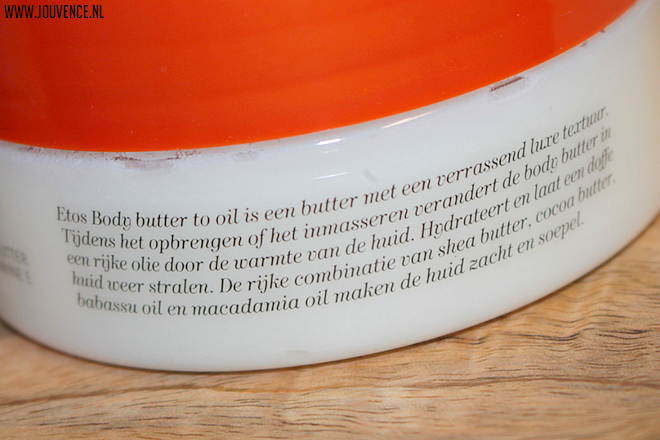 WWW.JOUVENCE.NL
Etos Body butter to oil is een butter met een verrassend luxe textuur.
Tijdens het opbrengen of het inmasseren verandert de body butter in
een rijke olie door de warmte van de huid. Hydrateert en laat een doffe
huid weer stralen. De rijke combinatie van shea butter, cocoa butter,
babassu oil en macadamia oil maken de huid zacht en soepel.